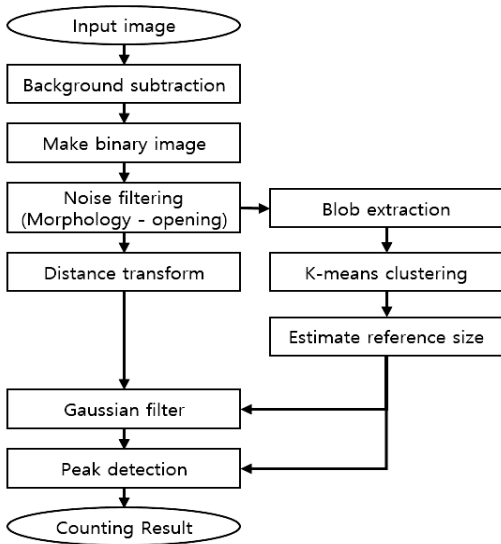 Input image
Background subtraction
Make binary image
Noise filtering
(Morphology - opening)
Blob extraction
Distance transform
K-means clustering
Estimate reference size
Gaussian filter
Peak detection
Counting Result